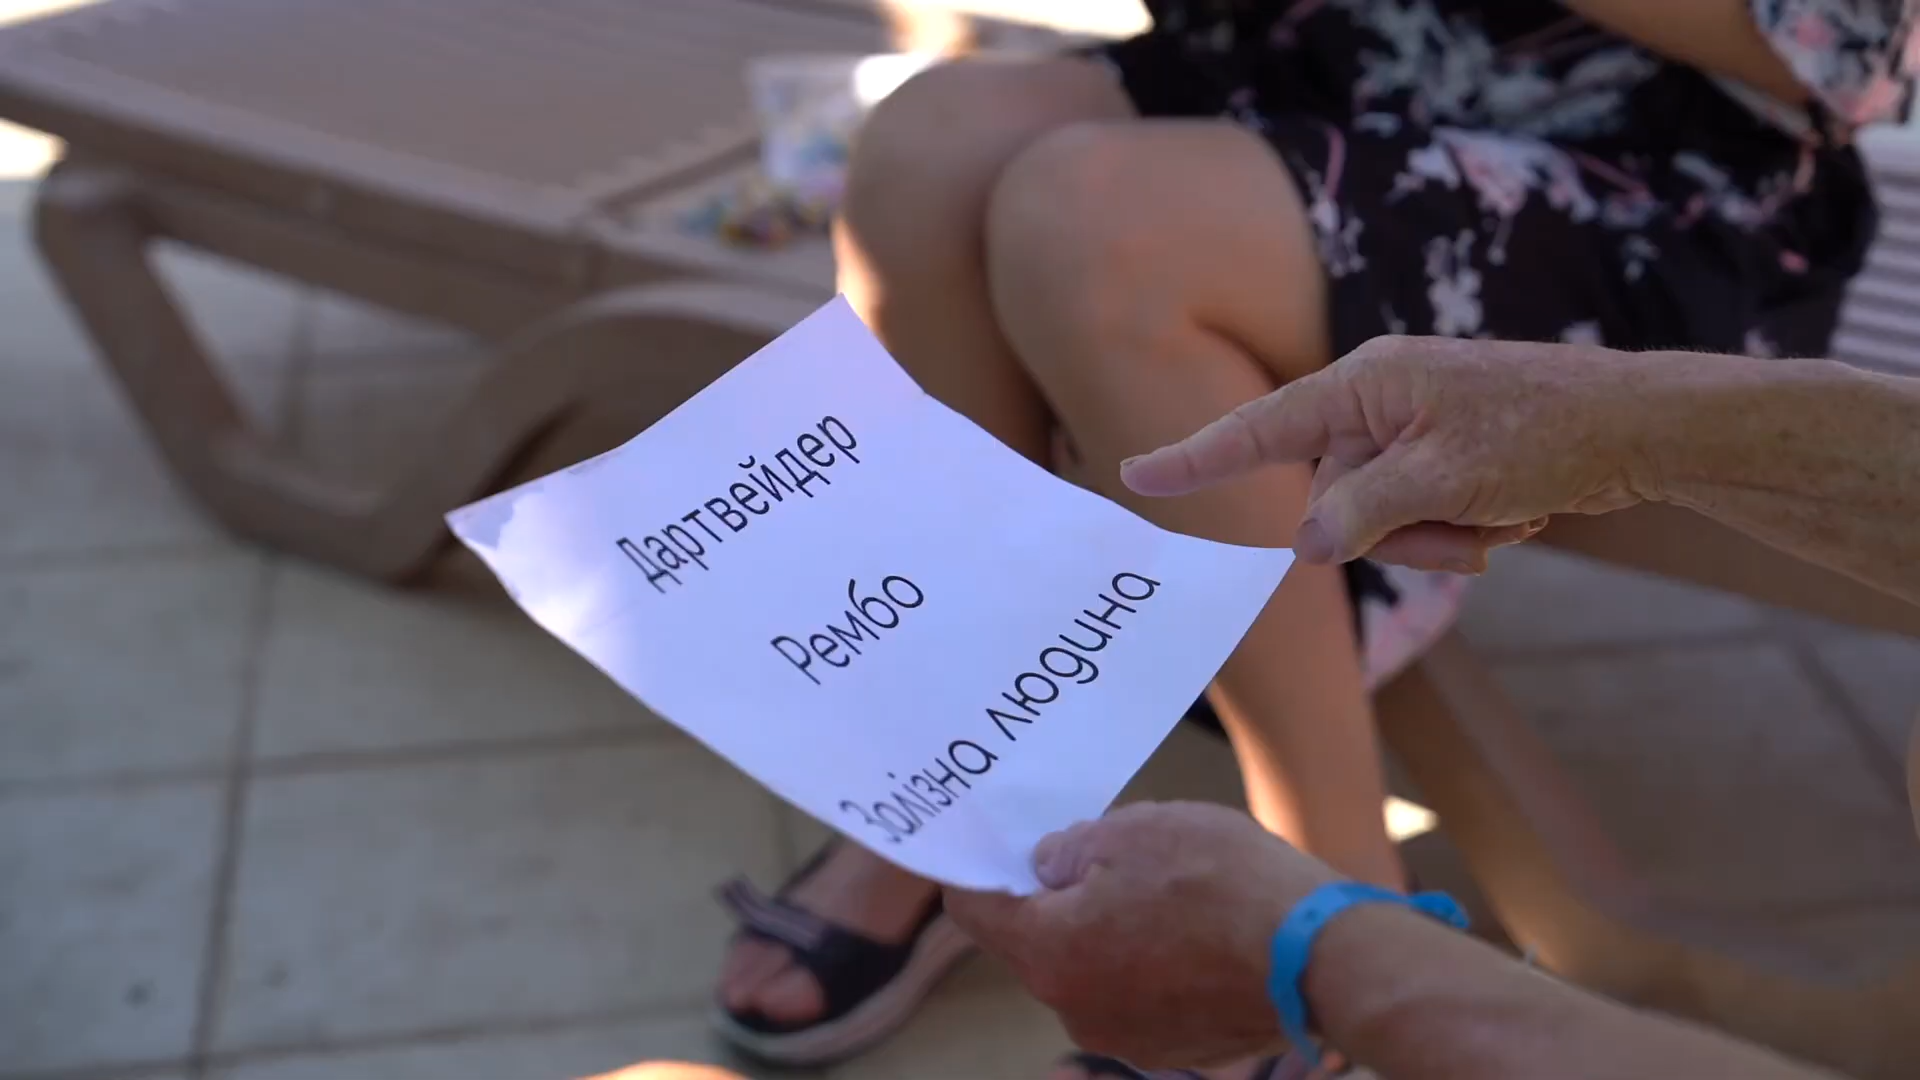 Дартвейдер
Рембо
Залізна людина